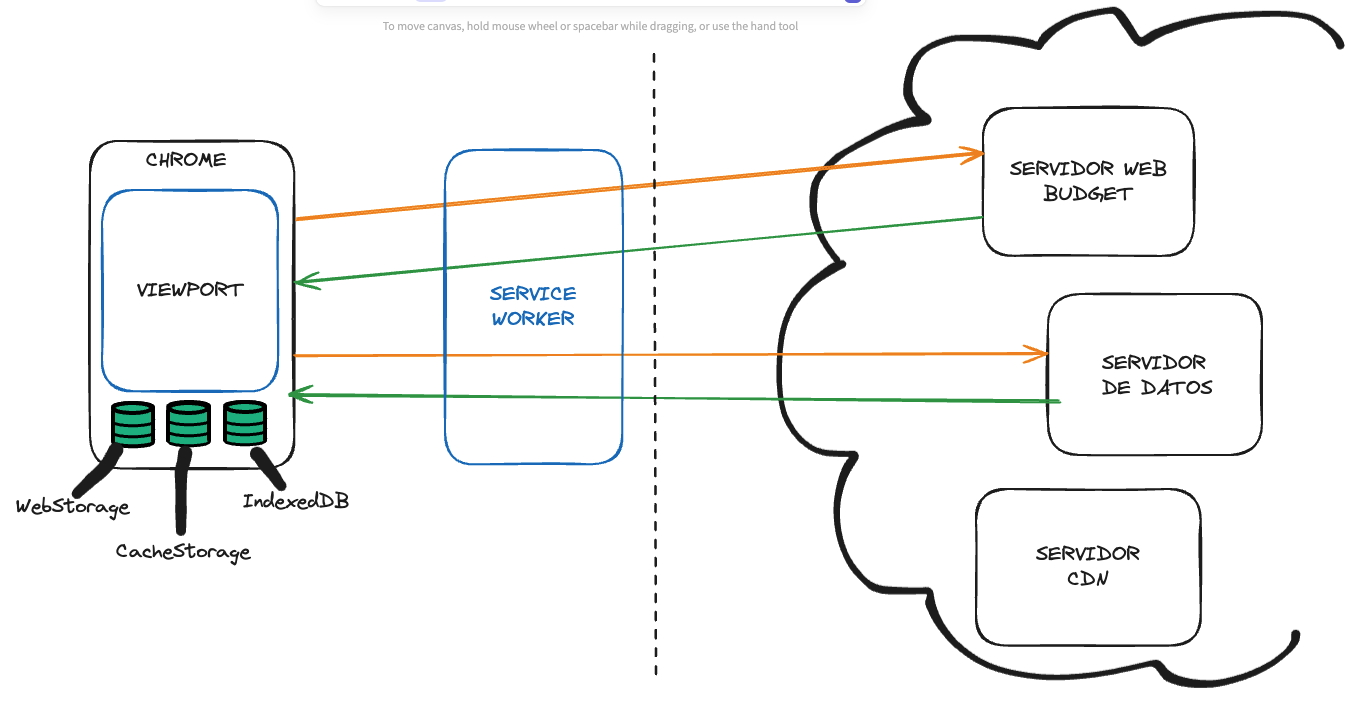 To move canvas, hold mouse wheel or spacebar while dragging, or use the hand tool
CHROME
VIEWPORT
WebStorage
CacheStorage
IndexedDB
SERVICE
WORKER
SERVIDOR WEB
BUDGET
SERVIDOR
DE DATOS
SERVIDOR
CDN